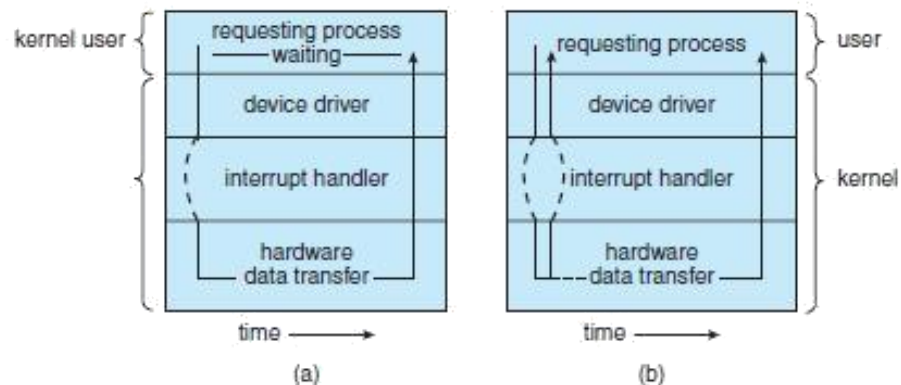 kernel user
requesting process
waiting
device driver
interrupt handler
hardware
data transfer
time
(a)
requesting process
user
device driver
interrupt handler
kernel
hardware
data transfer
time
(b)